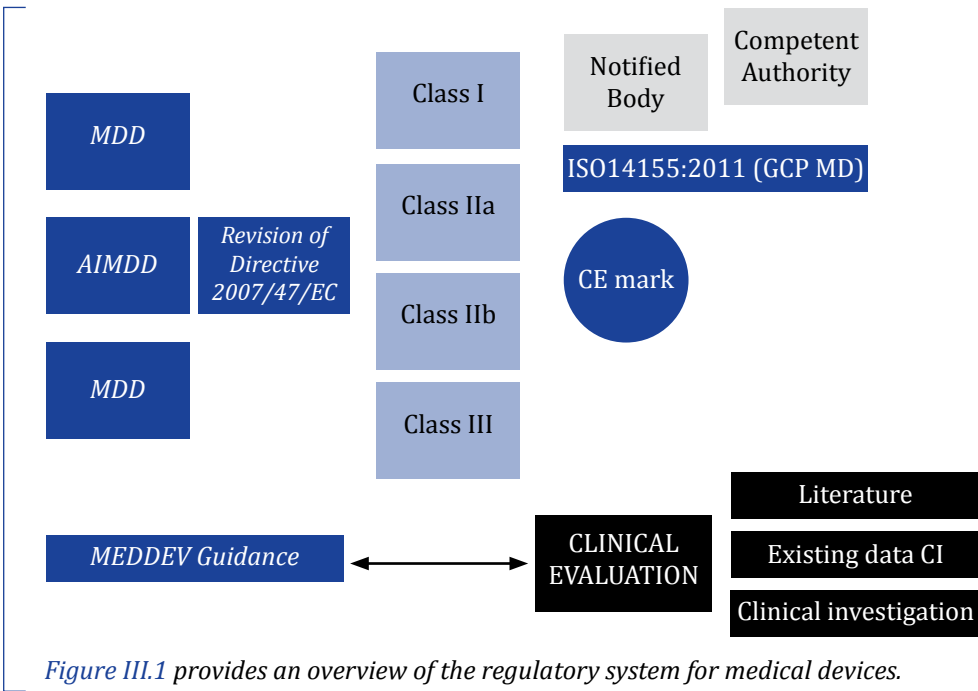 MDD
AIMDD
Revision of
Directive
2007/47/EC
MDD
Class I
Class IIa
Class IIb
Class III
Notified
Body
Competent
Authority
ISO14155:2011 (GCP MD)
CE mark
MEDDEV Guidance
CLINICAL
EVALUATION
Literature
Existing data CI
Clinical investigation
Figure III.1 provides an overview of the regulatory system for medical devices.